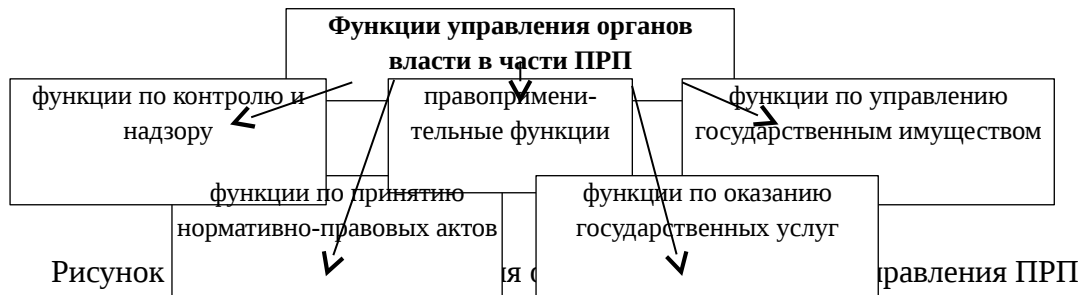 Функции управления органов
власти в части ПРП
функции по контролю и
надзору
правопримени-
тельные функции
функции по управлению
государственным имуществом
функции по принятию
нормативно-правовых актов
функции по оказанию
государственных услуг
Рисунок равления ПРП